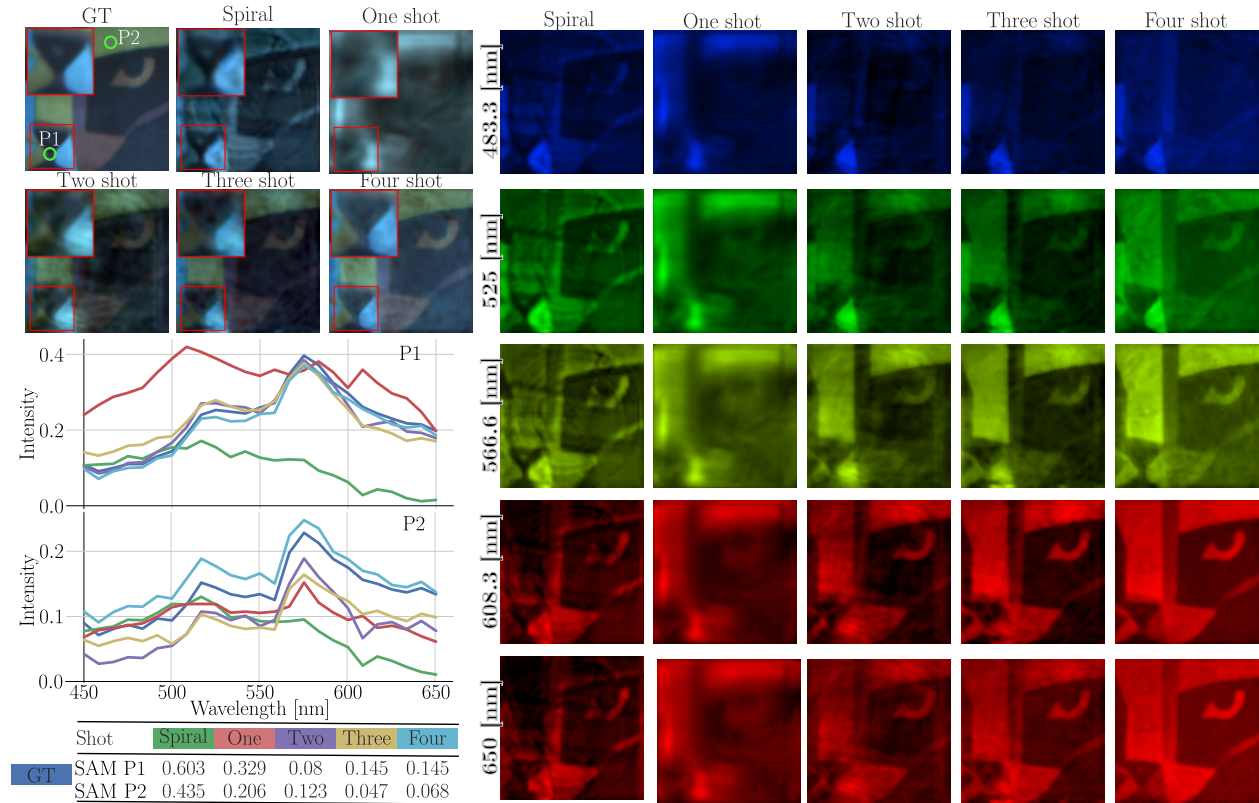 GT Spiral One shot
P2
P1
Two shot Three shot Four shot
Spiral One shot Two shot Three shot Four shot
483.3 [nm]
525 [nm]
566.6 [nm]
608.3 [nm]
650 [nm]
P1
Intensity
0.4
0.2
0.0
P2
Intensity
0.2
0.1
0.0
450 500 550 600 650
Wavelength [nm]
Shot Spiral One Two Three Four
GT
SAM P1 0.603 0.329 0.08 0.145 0.145
SAM P2 0.435 0.206 0.123 0.047 0.068